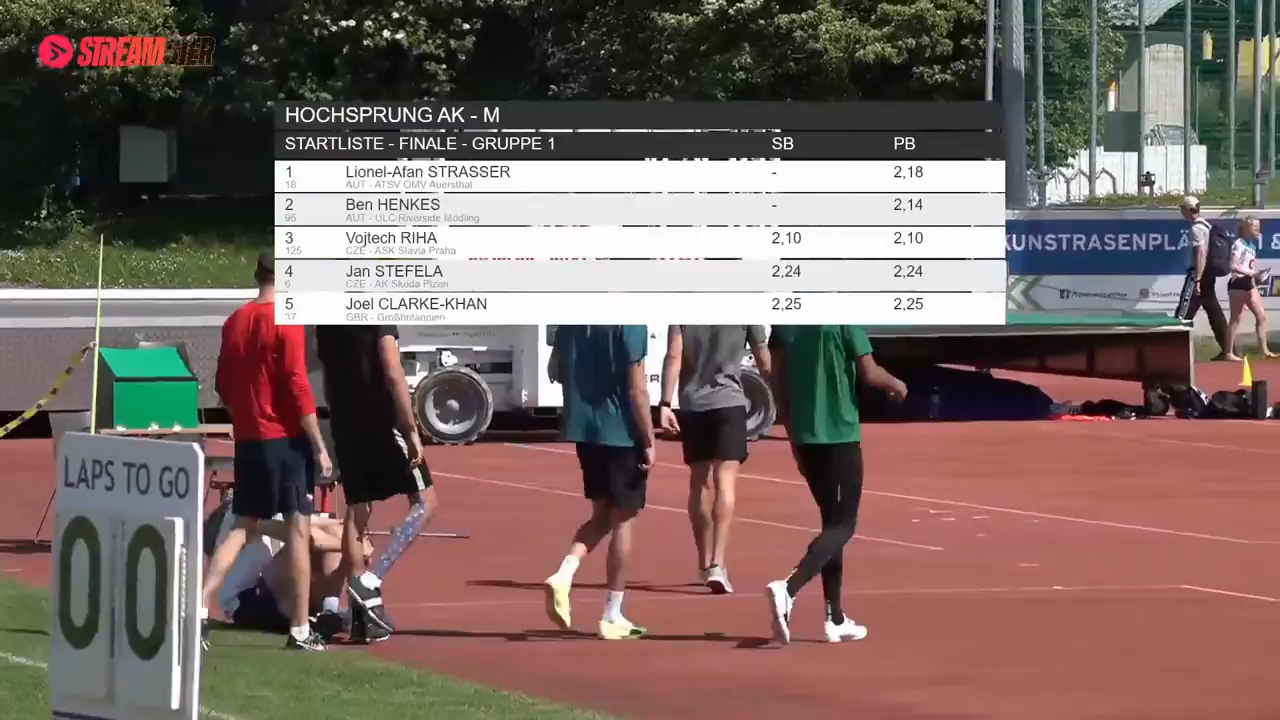 STREAMSTER
HOCHSPRUNG AK - M
STARTLISTE - FINALE - GRUPPE 1 SB PB
1 Lionel-Afan STRASSER - 2,18
18 AUT - ATSV OMV Auersthal
2 Ben HENKES - 2,14
95 AUT - ULC Riverside Mödling
3 Vojtech RIHA 2,10 2,10
125 CZE - ASK Slavia Praha
4 Jan STEFELA 2,24 2,24
6 CZE - AK Skoda Plzen
5 Joel CLARKE-KHAN 2,25 2,25
37 GBR - Großbritannien
KUNSTRASENPLÄ &
LAPS TO GO
00